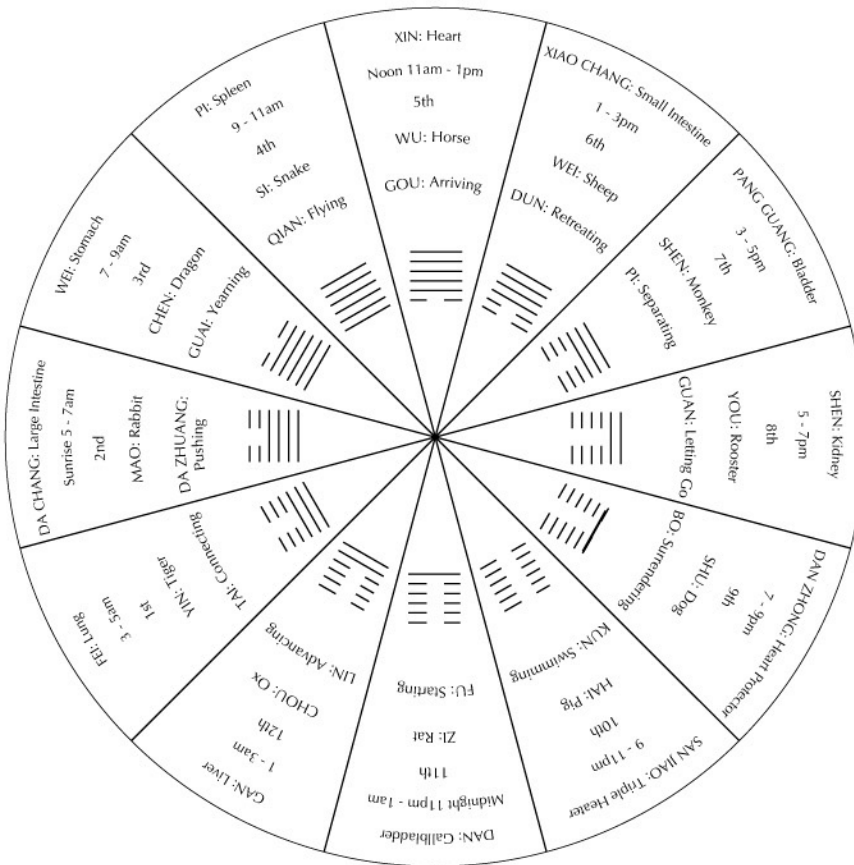 XIN: Heart
Noon 11am - 1pm
5th
WU: Horse
GOU: Arriving
XIAO CHANG: Small Intestine
1 - 3pm
6th
WEI: Sheep
DUN: Retreating
PANG GUANG: Bladder
3 - 5pm
7th
SHEN: Monkey
PI: Separating
SHEN: Kidney
5 - 7pm
8th
YOU: Rooster
GUAN: Letting Go
DAN ZHONG: Heart Protector
7 - 9pm
9th
SHU: Dog
BO: Surrendering
SAN JIAO: Triple Heater
9 - 11pm
10th
HAI: Pig
KUN: Swimming
DAN: Gallbladder
Midnight 11pm - 1am
11th
ZI: Rat
FU: Starting
GAN: Liver
1 - 3am
12th
CHOU: Ox
LIN: Advancing
FEI: Lung
3 - 5am
1st
YIN: Tiger
TAI: Connecting
DA CHANG: Large Intestine
Sunrise 5 - 7am
2nd
MAO: Rabbit
DA ZHUANG:
Pushing
WEI: Stomach
7 - 9am
3rd
CHEN: Dragon
GUAI: Yearning
PI: Spleen
9 - 11am
4th
SI: Snake
QIAN: Flying